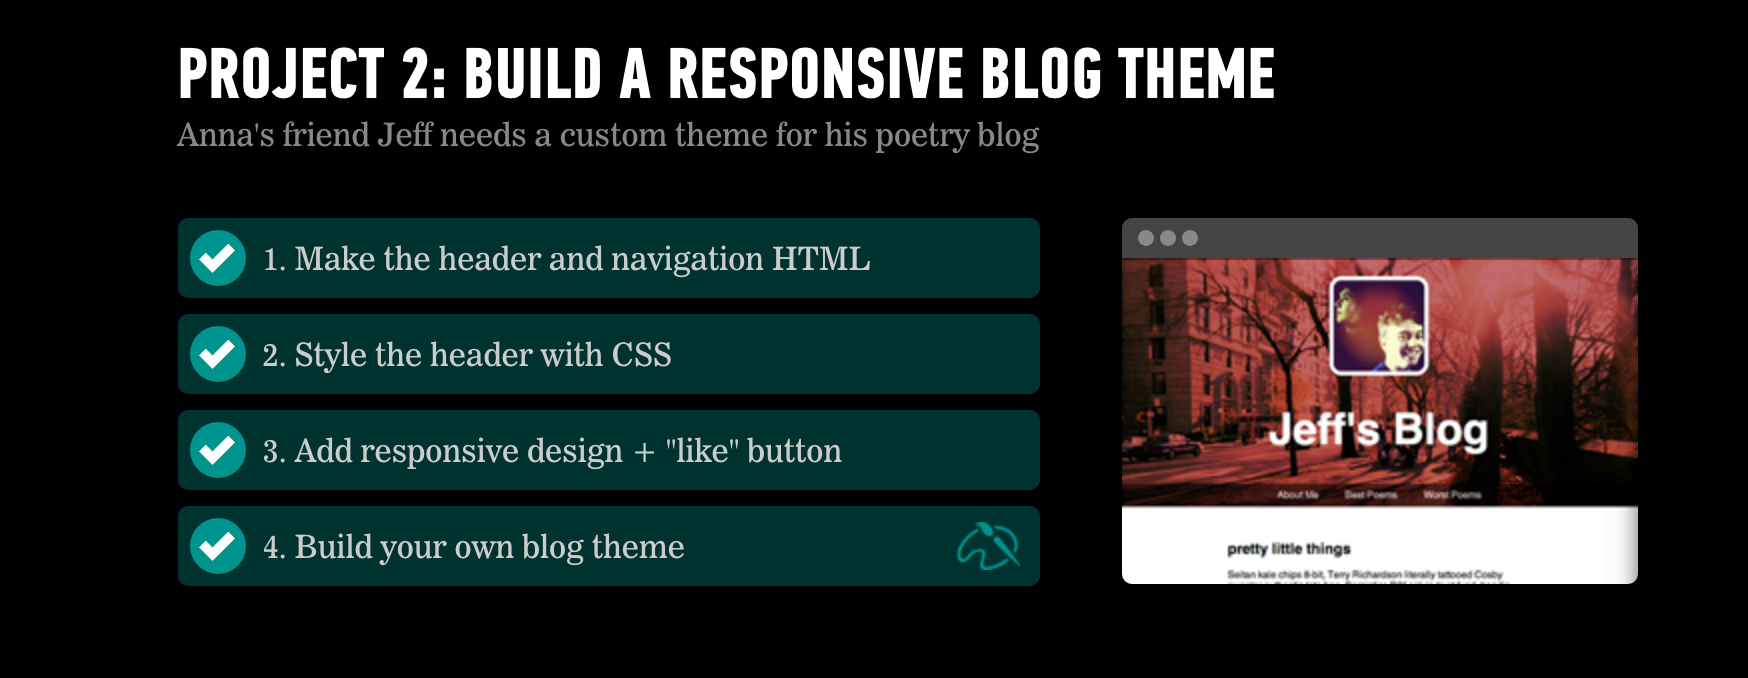 PROJECT 2: BUILD A RESPONSIVE BLOG THEME
Anna's friend Jeff needs a custom theme for his poetry blog
1. Make the header and navigation HTML
2. Style the header with CSS
3. Add responsive design + "like" button
4. Build your own blog theme
Jeff's Blog
About Me Best Poems Worst Poems
pretty little things
Seitan kale chips 8-bit, Terry Richardson literally tattooed Cosby